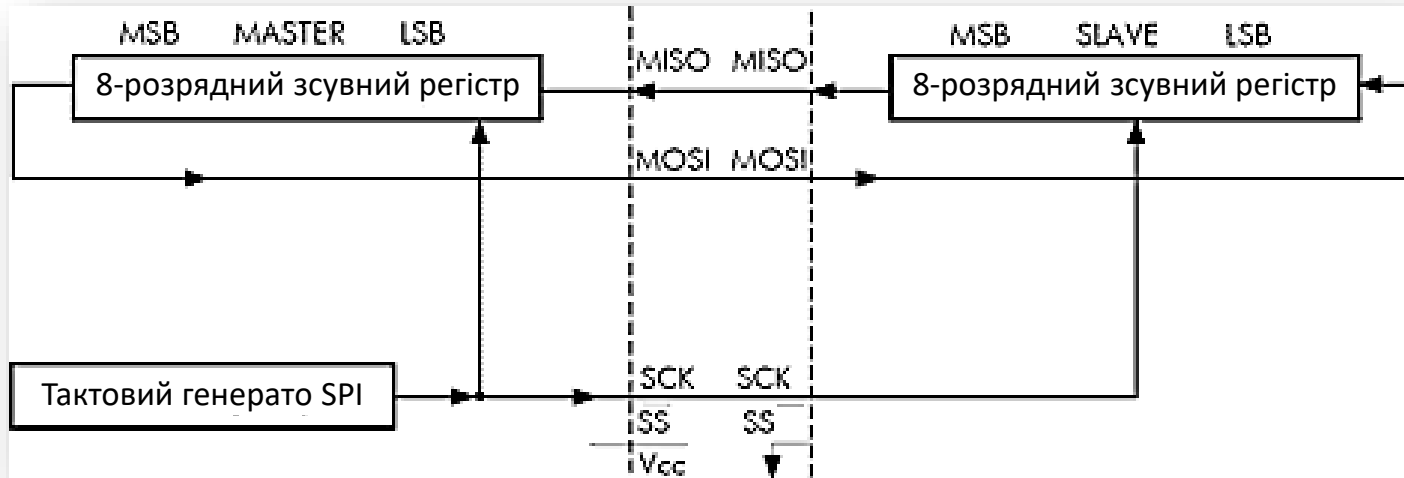 MSB MASTER LSB
MSB SLAVE LSB
8-розрядний зсувний регістр
MISO MISO
8-розрядний зсувний регістр
MOSI MOSI
Тактовий генерато SPI
SCK SCK
SS SS
Vcc